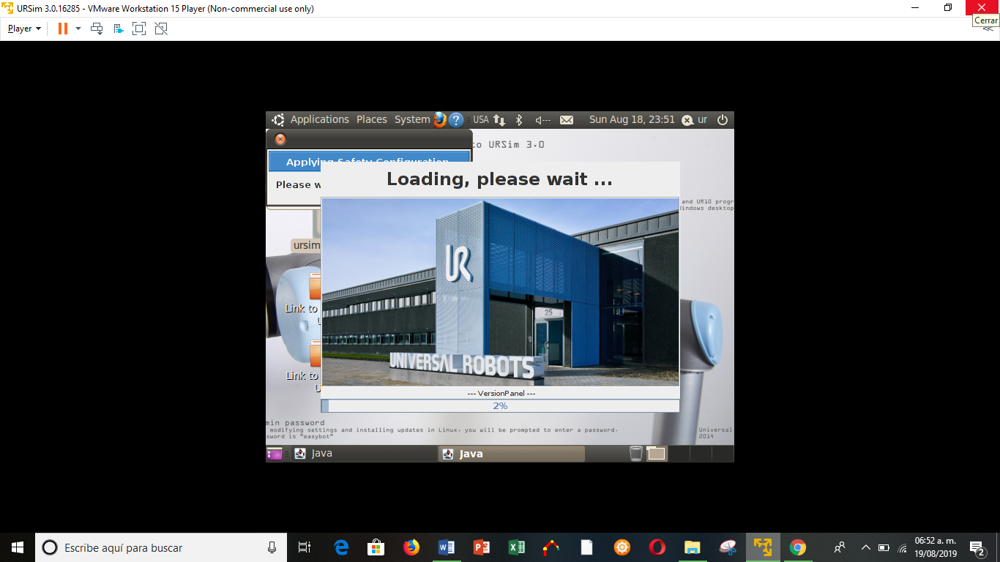 URSim 3.0.16285 - VMware Workstation 15 Player (Non-commercial use only)
Cerrar
Player
Applications Places System USA Sun Aug 18, 23:51 ur
to URSim 3.0
Applying Safety Configuration
Please w
Loading, please wait ...
and UR10 progr
Windows desktop
ursim
UR
Link to
25
Link to
U
UNIVERSAL ROBOTS
--- VersionPanel ---
2%
min password
modifying settings and installing updates in Linux, you will be prompted to enter a password.
sword is "easybot"
Universal
2014
Java
Java
Escribe aquí para buscar
06:52 a. m.
19/08/2019
2